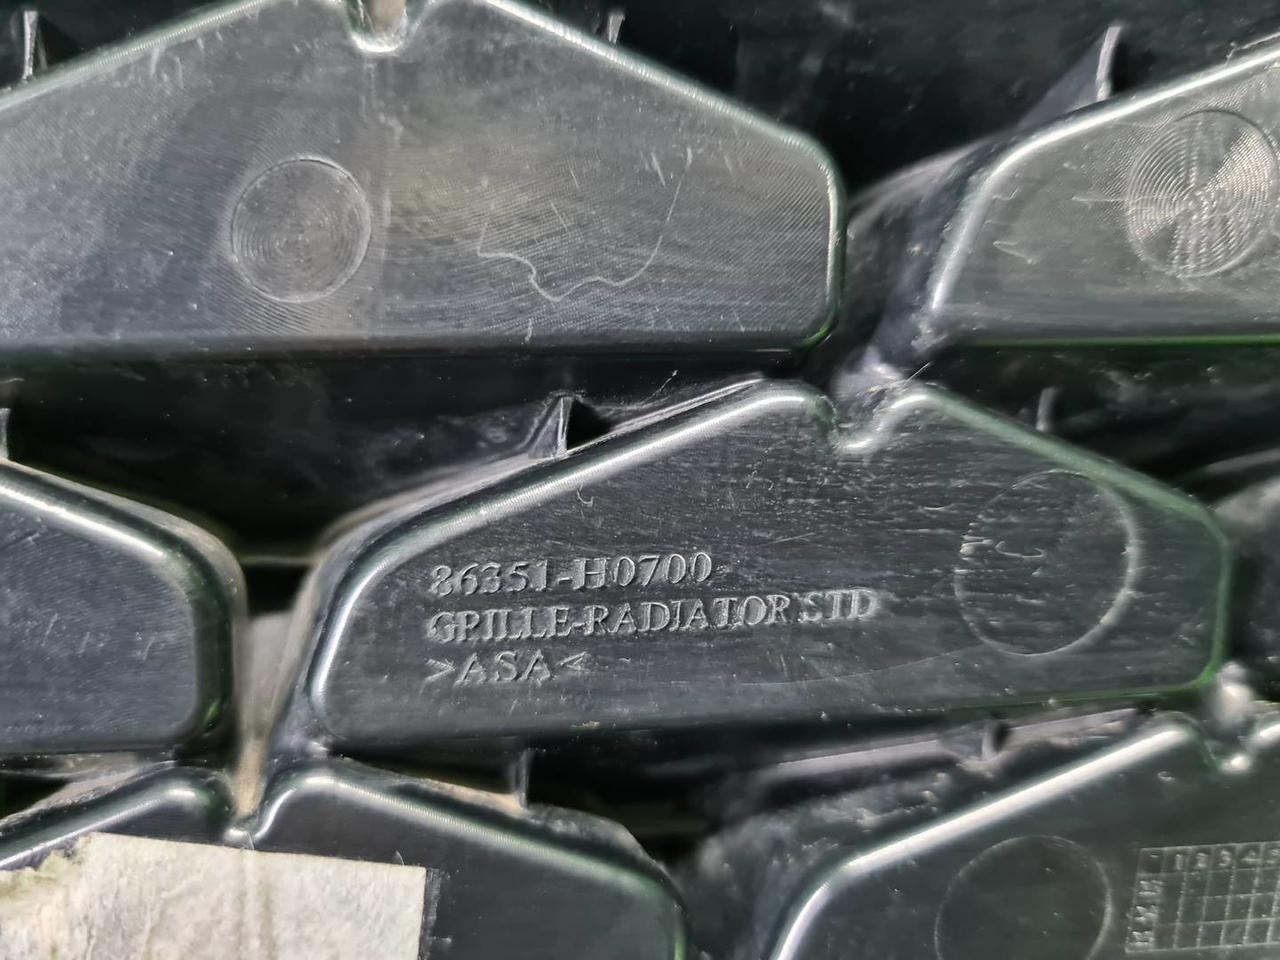 86351-H0700
GRILLE-RADIATOR STD
>ASA<